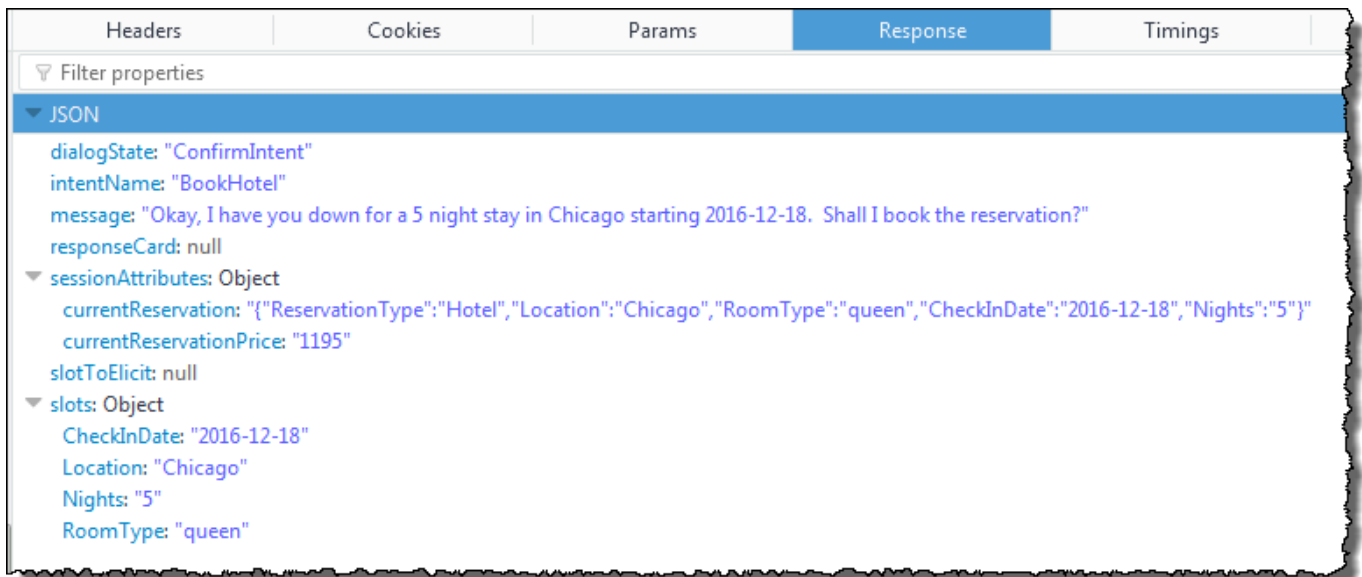 Headers Cookies Params Response Timings
Filter properties
JSON
dialogState: "ConfirmIntent"
intentName: "BookHotel"
message: "Okay, I have you down for a 5 night stay in Chicago starting 2016-12-18.  Shall I book the reservation?"
responseCard: null
sessionAttributes: Object
currentReservation: "{"ReservationType":"Hotel","Location":"Chicago","RoomType":"queen","CheckInDate":"2016-12-18","Nights":"5"}"
currentReservationPrice: "1195"
slotToElicit: null
slots: Object
CheckInDate: "2016-12-18"
Location: "Chicago"
Nights: "5"
RoomType: "queen"